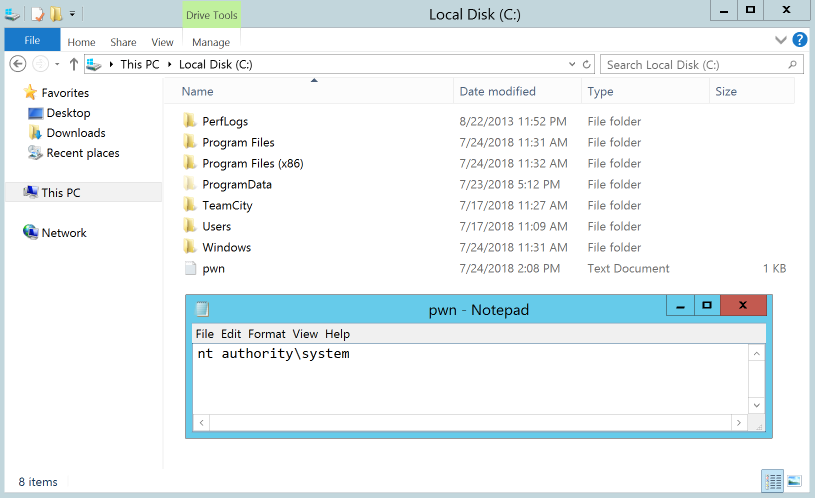 Drive Tools
Local Disk (C:)
File Home Share View Manage
This PC Local Disk (C:)
Search Local Disk (C:)
Favorites
Desktop
Downloads
Recent places
This PC
Network
Name Date modified Type Size
PerfLogs 8/22/2013 11:52 PM File folder
Program Files 7/24/2018 11:31 AM File folder
Program Files (x86) 7/24/2018 11:32 AM File folder
ProgramData 7/23/2018 5:12 PM File folder
TeamCity 7/17/2018 11:27 AM File folder
Users 7/17/2018 11:09 AM File folder
Windows 7/24/2018 11:31 AM File folder
pwn 7/24/2018 2:08 PM Text Document 1 KB
pwn - Notepad
File Edit Format View Help
nt authority\system
8 items